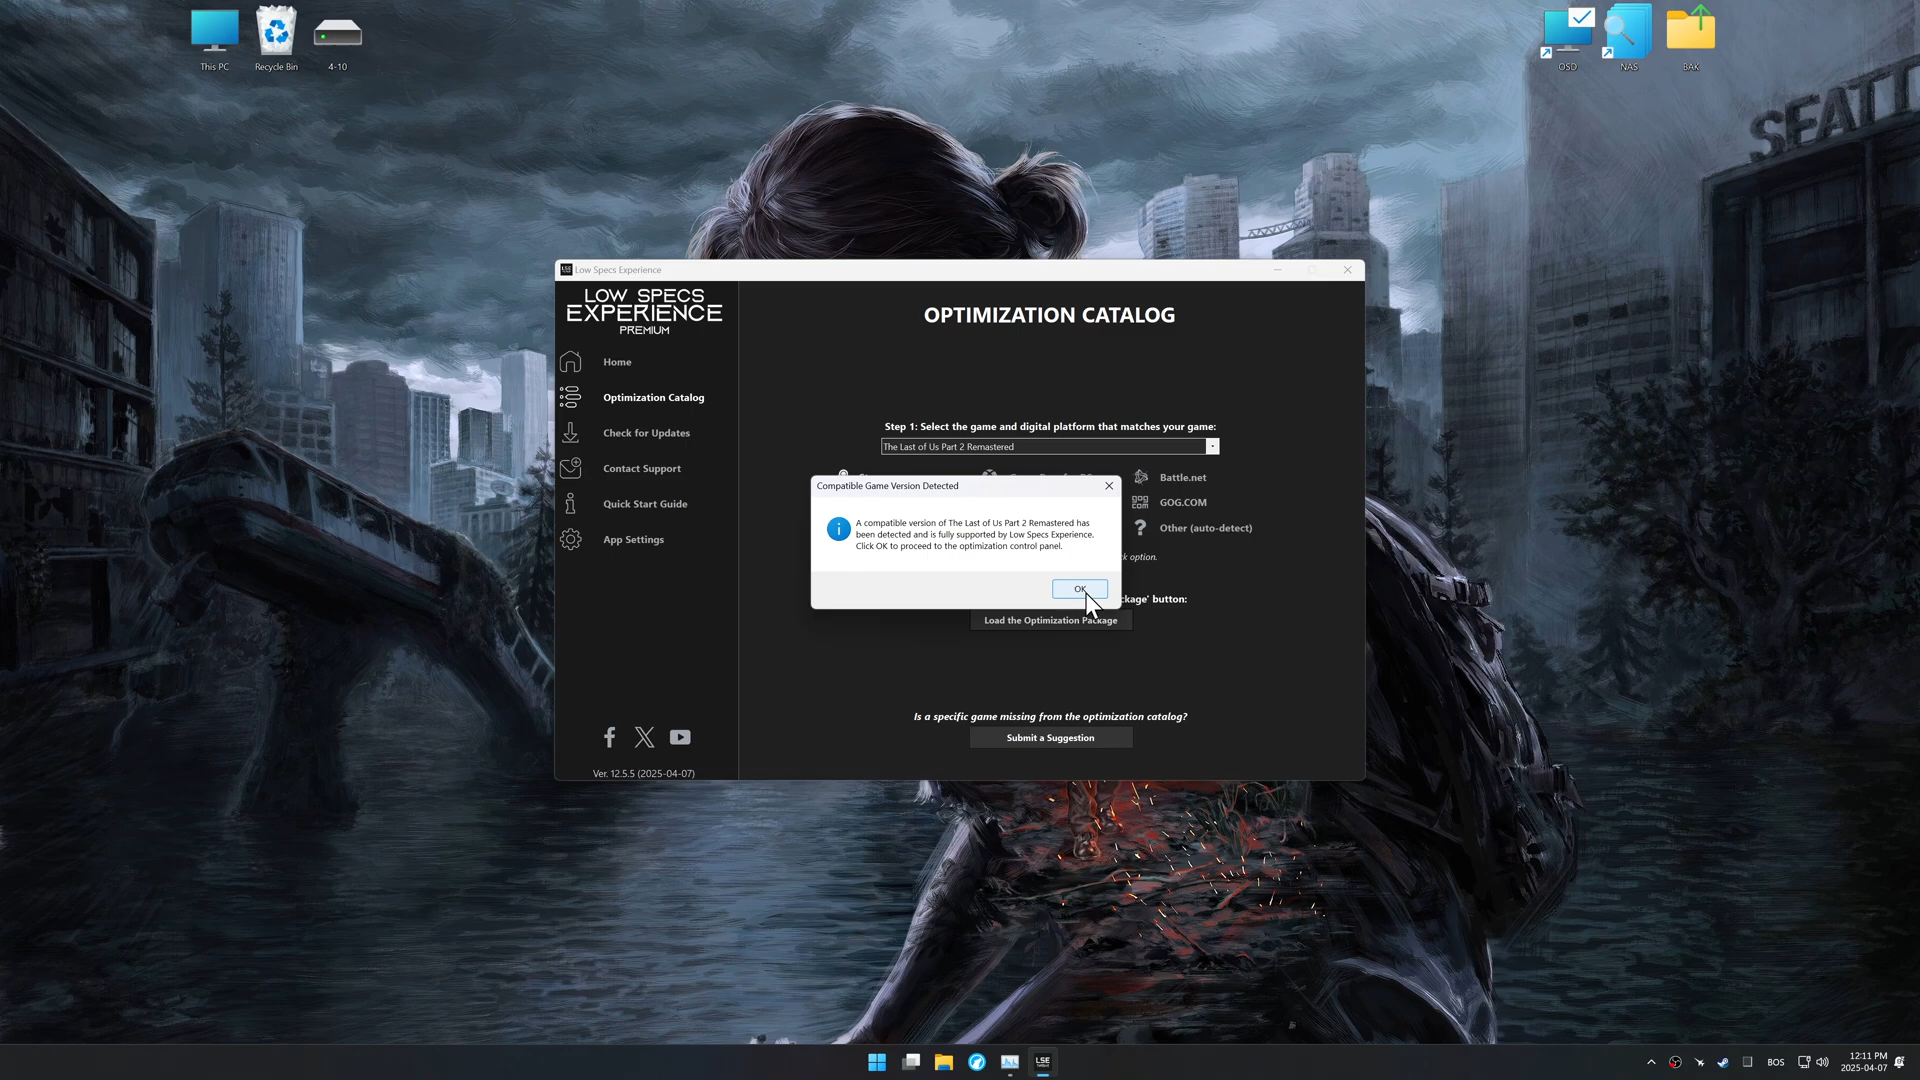 This PC
Recycle Bin
4-10
OSD
NAS
BAK
SEATT
LSE
Low Specs Experience
LOW SPECS
EXPERIENCE
PREMIUM
Home
Optimization Catalog
Check for Updates
Contact Support
Quick Start Guide
App Settings
Ver. 12.5.5 (2025-04-07)
OPTIMIZATION CATALOG
Step 1: Select the game and digital platform that matches your game:
The Last of Us Part 2 Remastered
Battle.net
GOG.COM
Other (auto-detect)
ck option.
Compatible Game Version Detected
A compatible version of The Last of Us Part 2 Remastered has
been detected and is fully supported by Low Specs Experience.
Click OK to proceed to the optimization control panel.
OK
ckage' button:
Load the Optimization Package
Is a specific game missing from the optimization catalog?
Submit a Suggestion
LSE
BOS
12:11 PM
2025-04-07